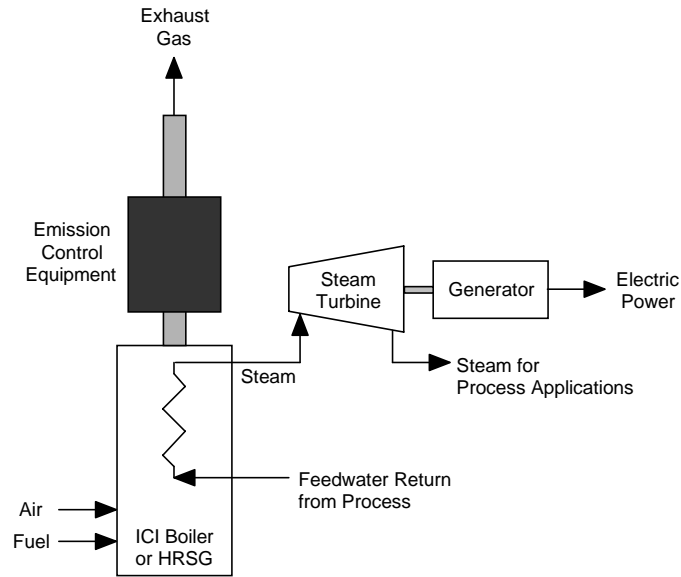 Exhaust
Gas
Emission
Control
Equipment
Steam
Turbine
Generator
Electric
Power
Steam
Steam for
Process Applications
Feedwater Return
from Process
Air
Fuel
ICI Boiler
or HRSG